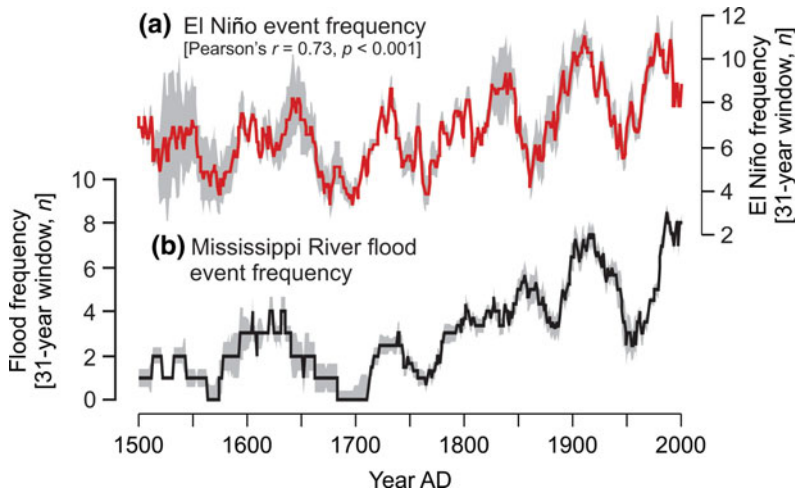 (a) El Niño event frequency
[Pearson's r = 0.73, p < 0.001]
12
10
8
6
4
2
El Niño frequency
[31-year window, n]
(b) Mississippi River flood
event frequency
10
8
6
4
2
0
Flood frequency
[31-year window, n]
1500 1600 1700 1800 1900 2000
Year AD